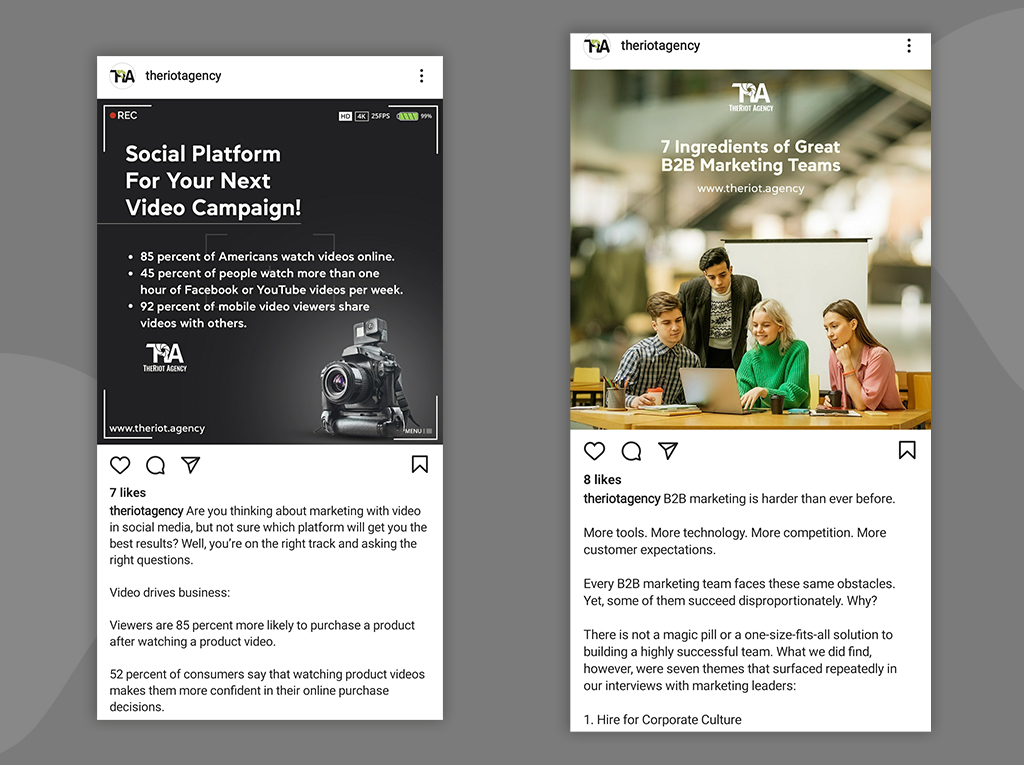 TRA
theriotagency
REC
HD 4K 25FPS 99%
Social Platform
For Your Next
Video Campaign!
• 85 percent of Americans watch videos online.
• 45 percent of people watch more than one
hour of Facebook or YouTube videos per week.
• 92 percent of mobile video viewers share
videos with others.
TRA
THERIOT AGENCY
www.theriot.agency
MENU
7 likes
theriotagency Are you thinking about marketing with video
in social media, but not sure which platform will get you the
best results? Well, you’re on the right track and asking the
right questions.
Video drives business:
Viewers are 85 percent more likely to purchase a product
after watching a product video.
52 percent of consumers say that watching product videos
makes them more confident in their online purchase
decisions.
TRA
theriotagency
TRA
THERIOT AGENCY
7 Ingredients of Great
B2B Marketing Teams
www.theriot.agency
8 likes
theriotagency B2B marketing is harder than ever before.
More tools. More technology. More competition. More
customer expectations.
Every B2B marketing team faces these same obstacles.
Yet, some of them succeed disproportionately. Why?
There is not a magic pill or a one-size-fits-all solution to
building a highly successful team. What we did find,
however, were seven themes that surfaced repeatedly in
our interviews with marketing leaders:
1. Hire for Corporate Culture